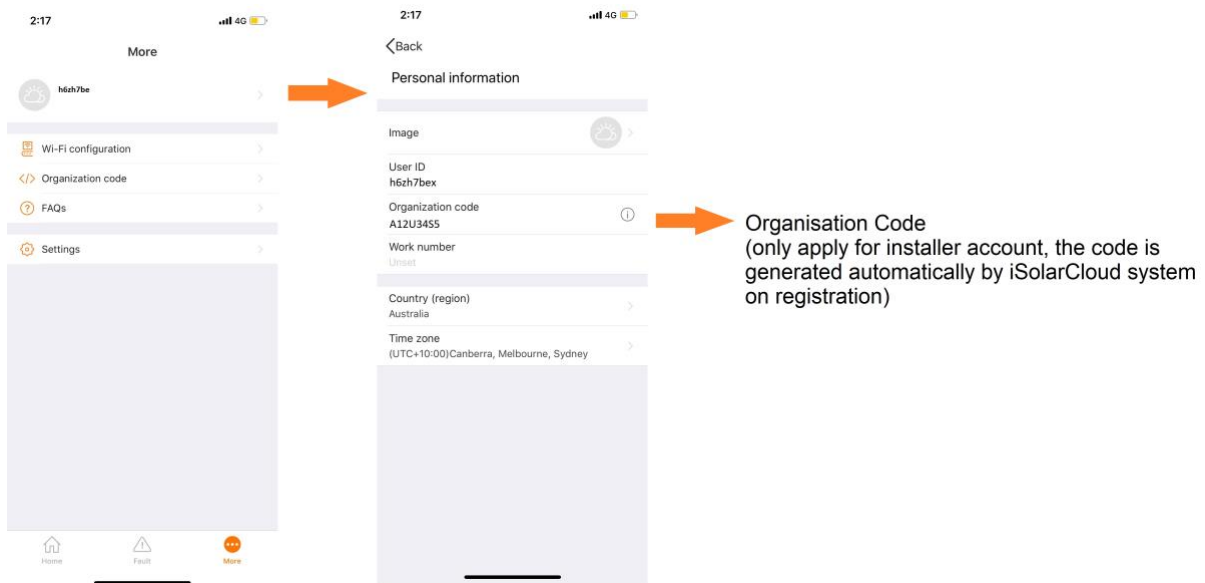 2:17
4G
More
h6zh7be
Wi-Fi configuration
Organization code
FAQs
Settings
Home
Fault
More
2:17
4G
Back
Personal information
Image
User ID
h6zh7bex
Organization code
A12U34S5
Work number
Unset
Country (region)
Australia
Time zone
(UTC+10:00)Canberra, Melbourne, Sydney
Organisation Code
(only apply for installer account, the code is
generated automatically by iSolarCloud system
on registration)